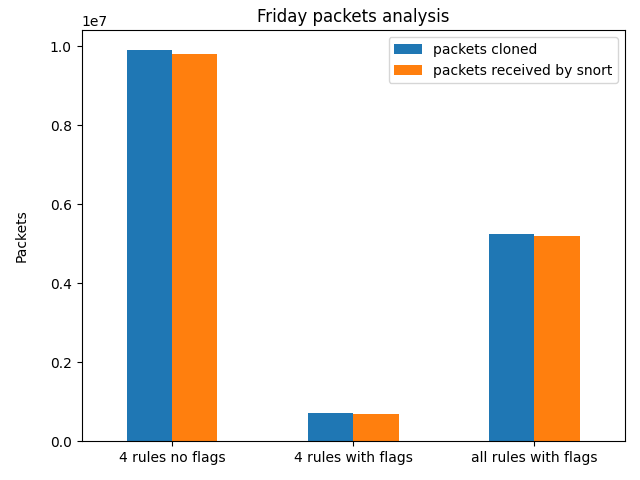 Friday packets analysis
1e7
packets cloned
packets received by snort
1.0
0.8
0.6
0.4
0.2
0.0
Packets
4 rules no flags
4 rules with flags
all rules with flags